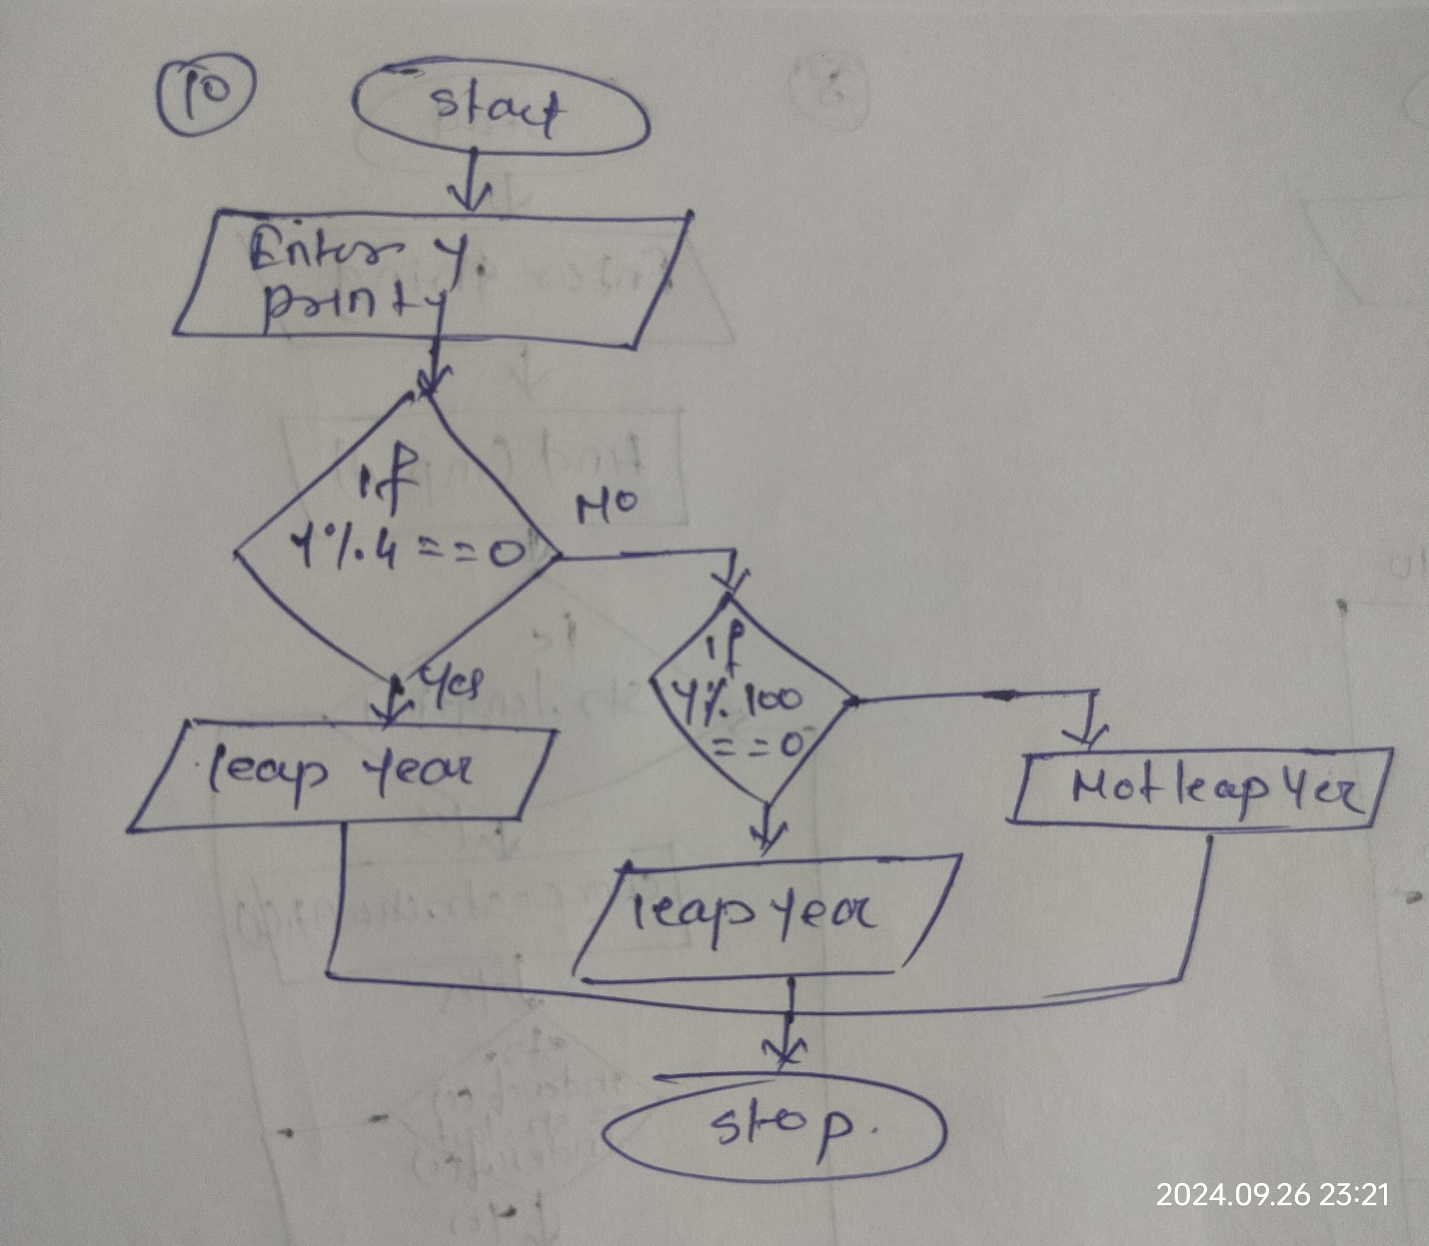 10
start
Enter y.
print y
if
Y%.4 ==0
NO
Yes
if
Y%.100
==0
leap year
Not leap Yer
leap year
stop.
2024.09.26 23:21